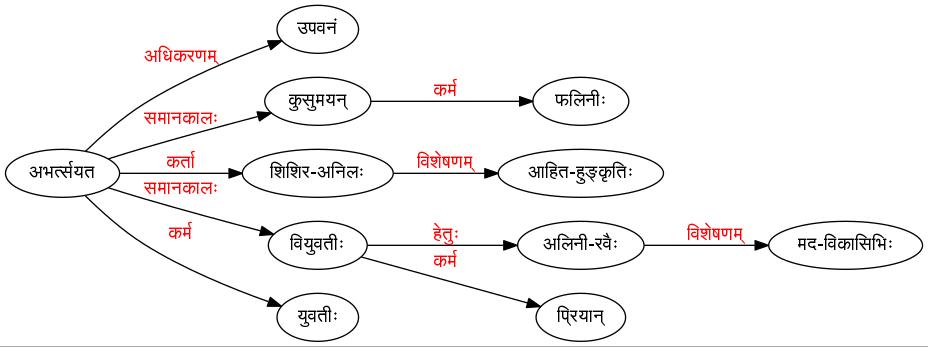 उपवनं
अधिकरणम्
कुसुमयन् कर्म फलिनीः
समानकालः
अभर्त्सयत कर्ता शिशिर-अनिलः विशेषणम् आहित-हुङ्कृतिः
समानकालः
कर्म वियुवतीः हेतुः अलिनी-रवैः विशेषणम् मद-विकासिभिः
कर्म
युवतीः प्रियान्